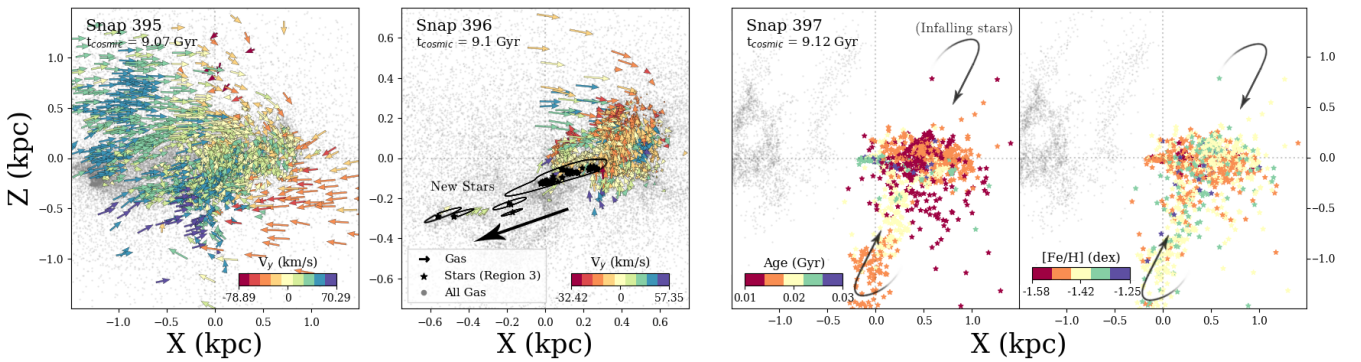 Snap 395
t_cosmic = 9.07 Gyr
Z (kpc)
1.0
0.5
0.0
−0.5
−1.0
V_y (km/s)
-78.89 0 70.29
−1.0 −0.5 0.0 0.5 1.0
X (kpc)
Snap 396
t_cosmic = 9.1 Gyr
0.6
0.4
0.2
0.0
−0.2
−0.4
−0.6
New Stars
Gas
Stars (Region 3)
All Gas
V_y (km/s)
-32.42 0 57.35
−0.6 −0.4 −0.2 0.0 0.2 0.4 0.6
X (kpc)
Snap 397
t_cosmic = 9.12 Gyr
(Infalling stars)
Age (Gyr)
0.01 0.02 0.03
−1.0 −0.5 0.0 0.5 1.0
[Fe/H] (dex)
-1.58 -1.42 -1.25
−1.0 −0.5 0.0 0.5 1.0
1.0
0.5
0.0
−0.5
−1.0
X (kpc)